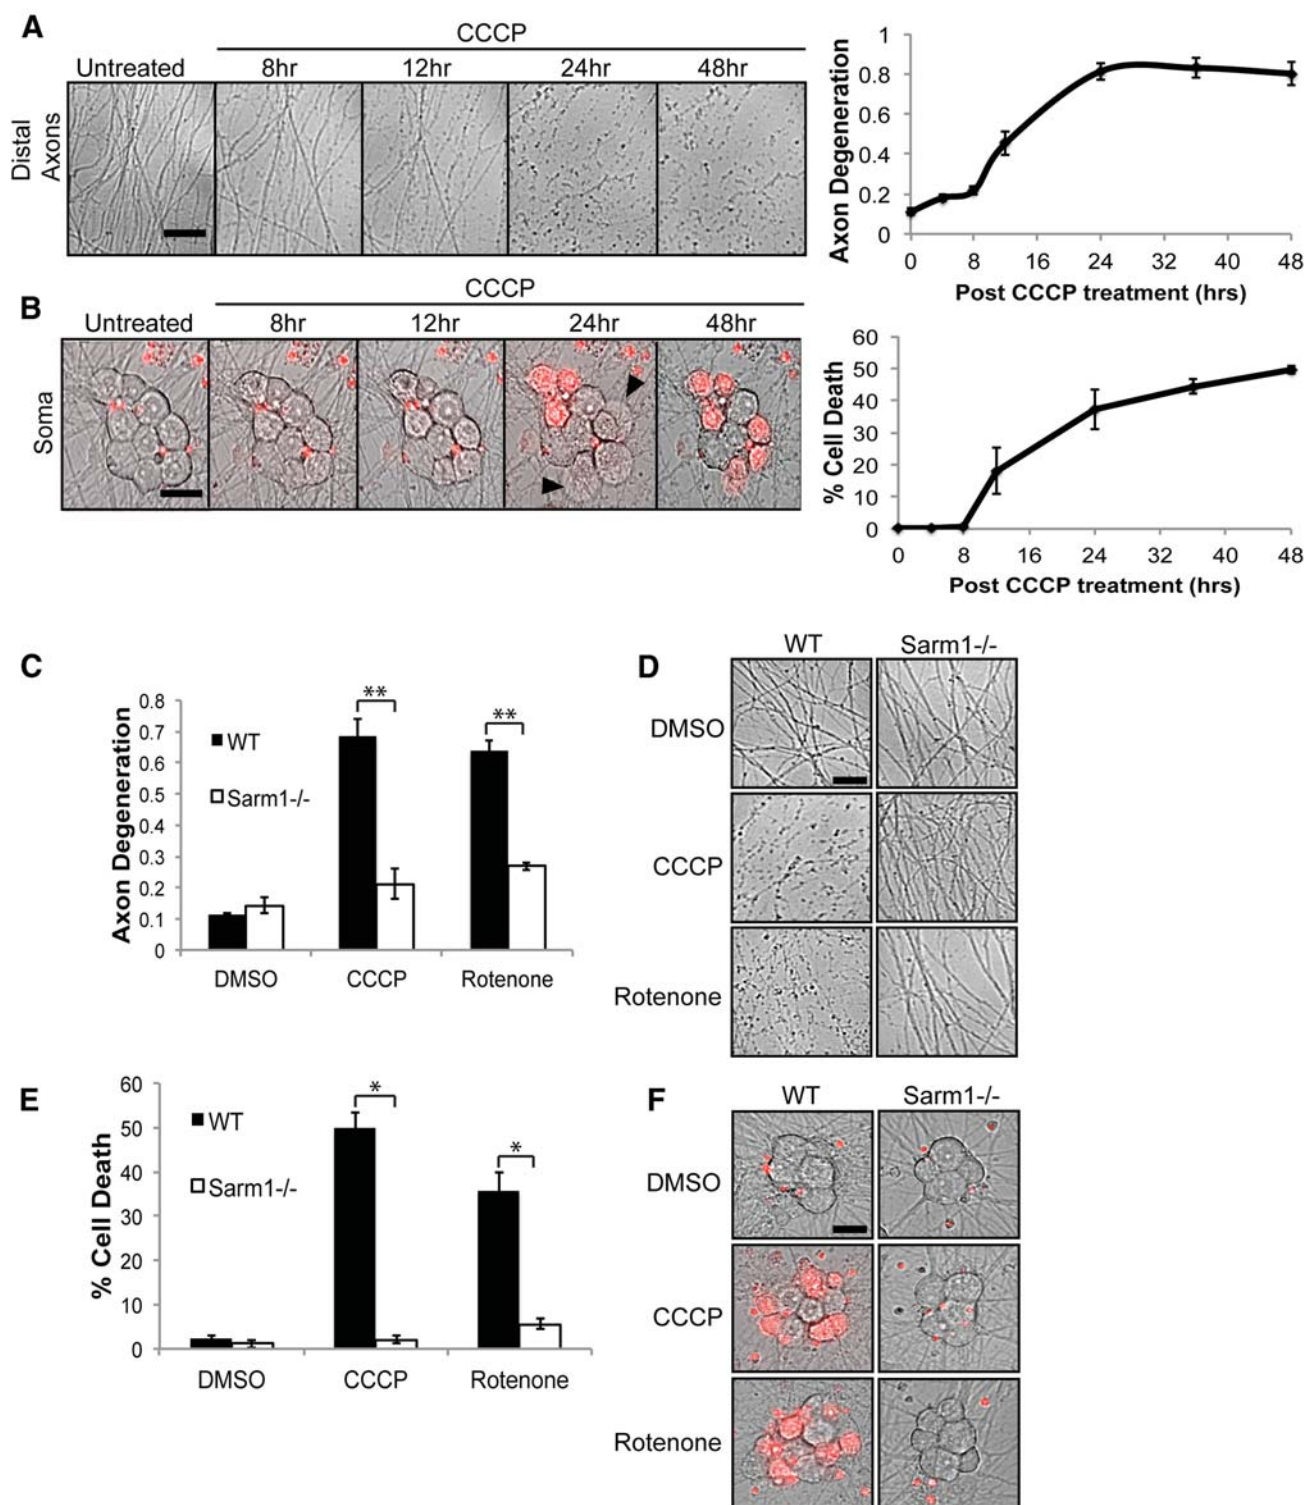 A
CCCP
Untreated 8hr 12hr 24hr 48hr
Distal
Axons
Axon Degeneration
1
0.8
0.6
0.4
0.2
0
0 8 16 24 32 40 48
Post CCCP treatment (hrs)
B
CCCP
Untreated 8hr 12hr 24hr 48hr
Soma
% Cell Death
60
50
40
30
20
10
0
0 8 16 24 32 40 48
Post CCCP treatment (hrs)
C
Axon Degeneration
0.8
0.7
0.6
0.5
0.4
0.3
0.2
0.1
0
WT
Sarm1-/-
**
**
DMSO CCCP Rotenone
D
WT Sarm1-/-
DMSO
CCCP
Rotenone
E
% Cell Death
60
50
40
30
20
10
0
WT
Sarm1-/-
*
*
DMSO CCCP Rotenone
F
WT Sarm1-/-
DMSO
CCCP
Rotenone